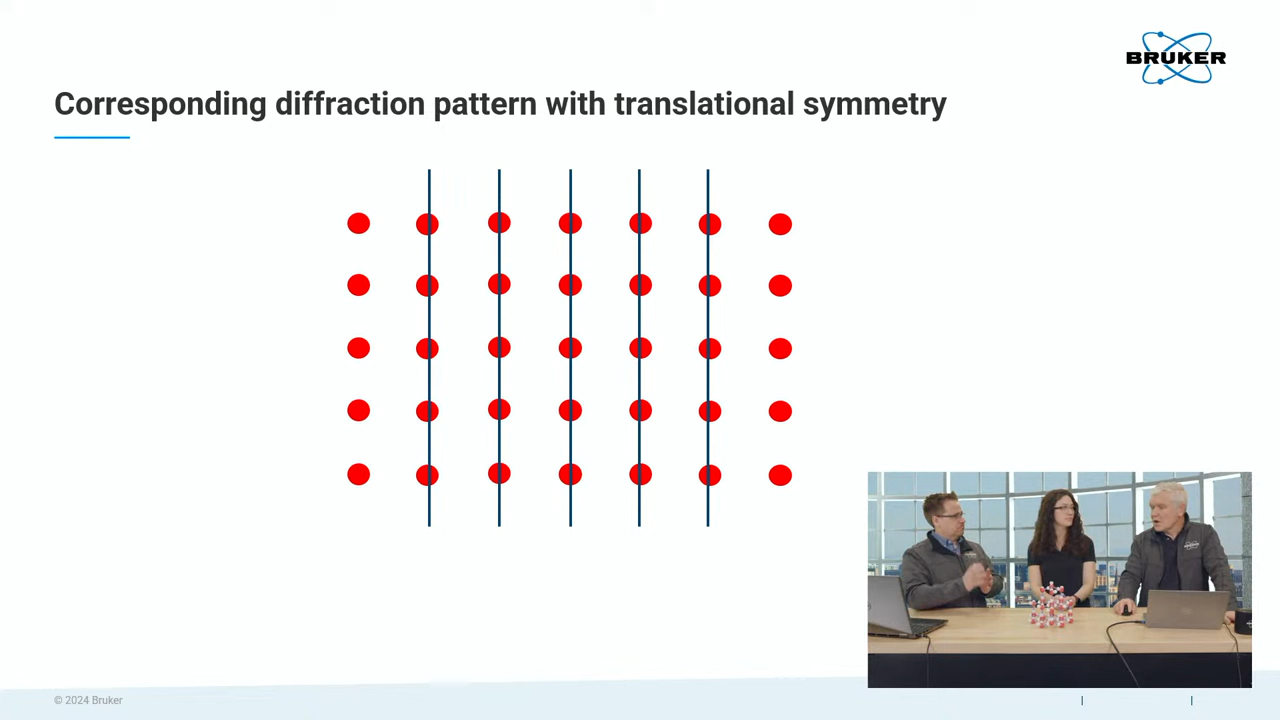 BRUKER
Corresponding diffraction pattern with translational symmetry
© 2024 Bruker